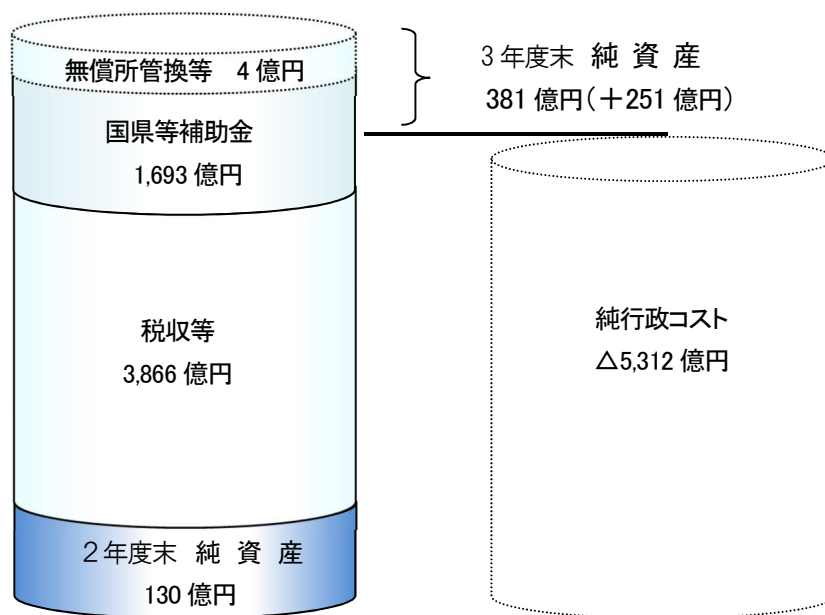 無償所管換等 4億円
国県等補助金
1,693 億円
税収等
3,866 億円
2年度末 純 資 産
130 億円
3年度末 純 資 産
381 億円(+251 億円)
純行政コスト
△5,312 億円